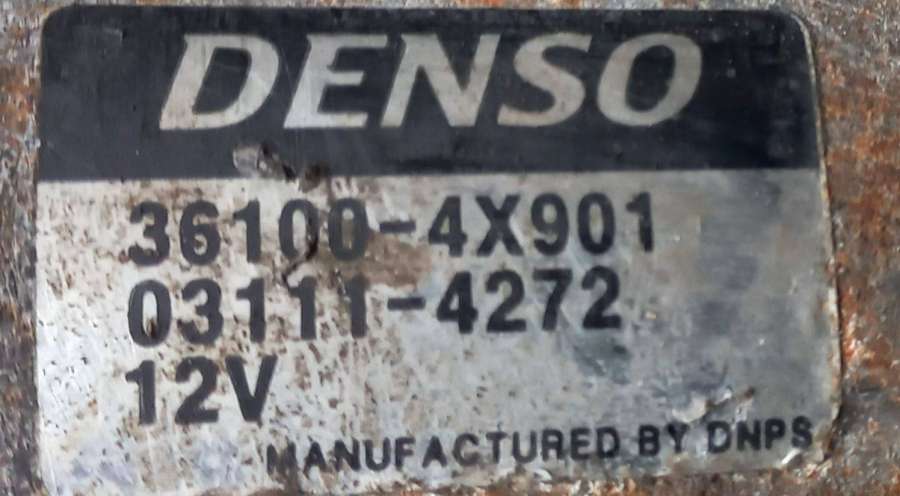 DENSO
36100-4X901
03111-4272
12V
MANUFACTURED BY DNPS